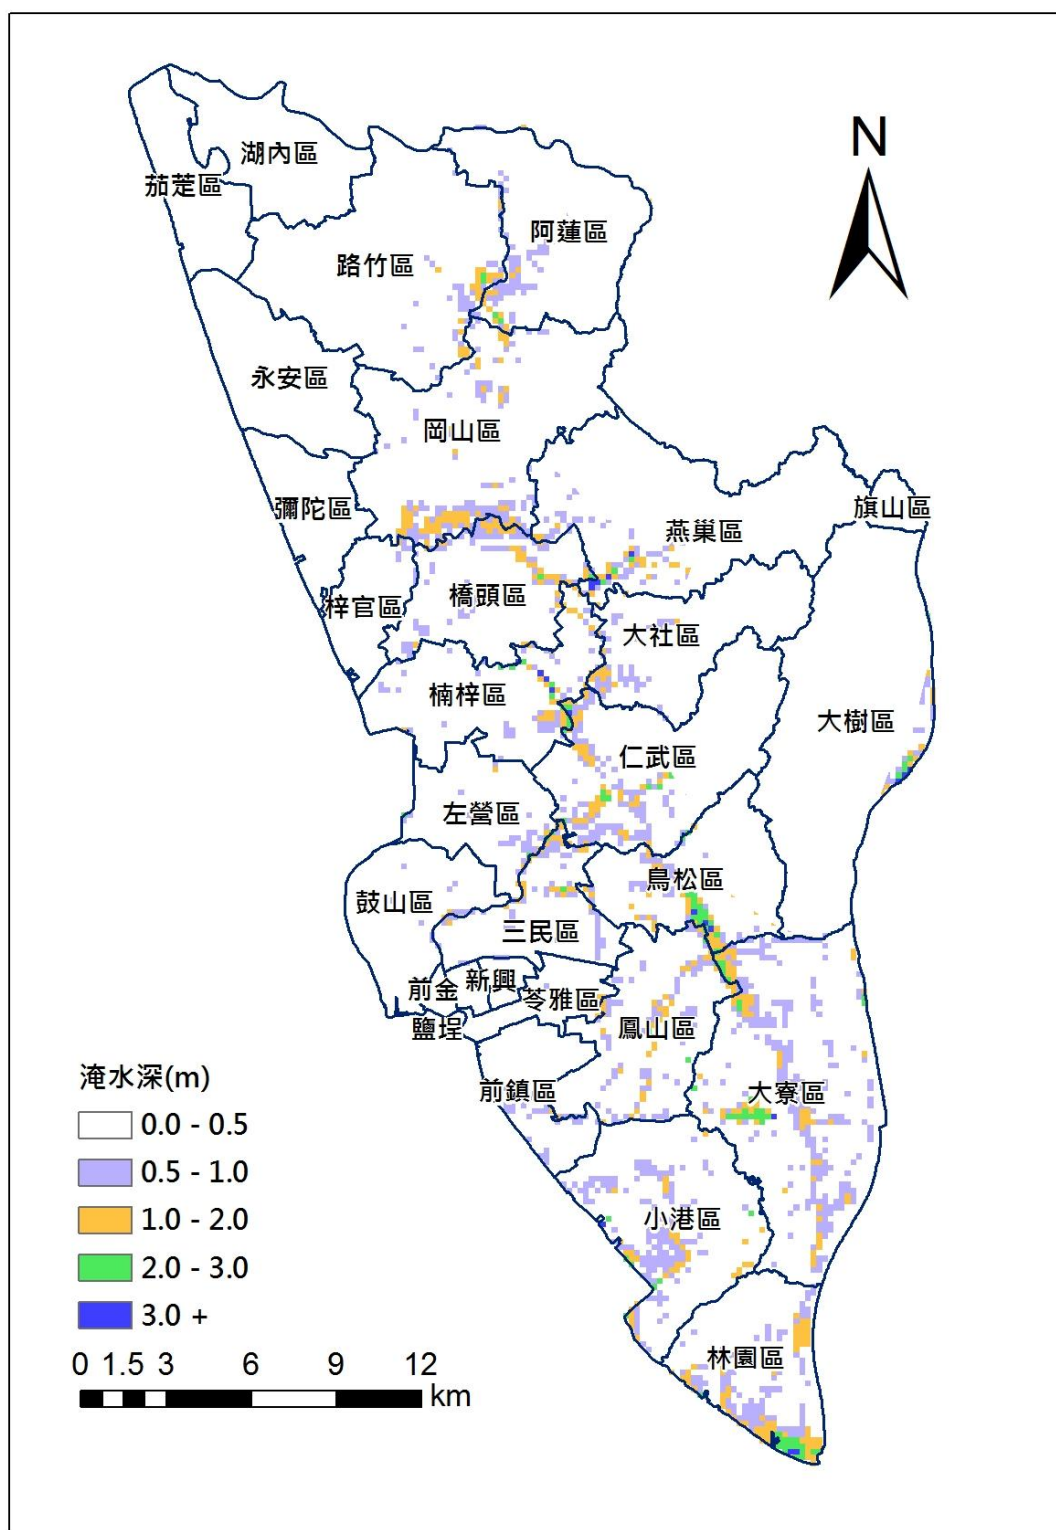 N
湖內區
茄萣區
阿蓮區
路竹區
永安區
岡山區
彌陀區
旗山區
燕巢區
橋頭區
梓官區
大社區
楠梓區
大樹區
仁武區
左營區
鳥松區
鼓山區
三民區
新興
前金
苓雅區
鹽埕
鳳山區
前鎮區
大寮區
小港區
林園區
淹水深(m)
0.0 - 0.5
0.5 - 1.0
1.0 - 2.0
2.0 - 3.0
3.0 +
0 1.5 3 6 9 12
km